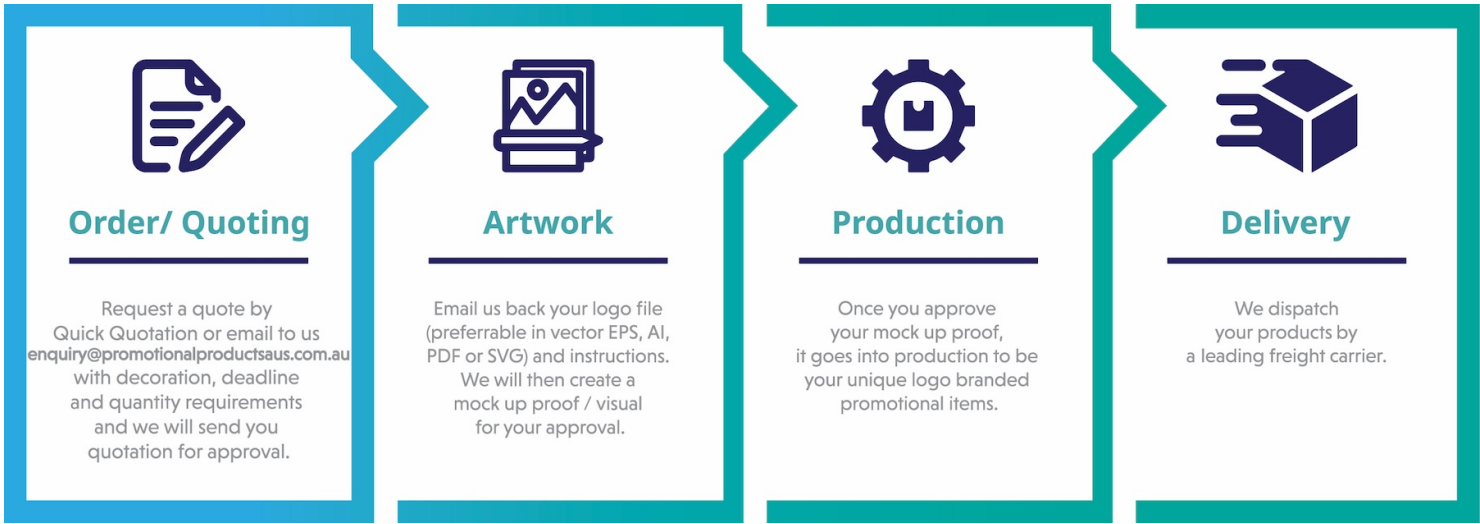 Order/ Quoting
Request a quote by
Quick Quotation or email to us
enquiry@promotionalproductsaus.com.au
with decoration, deadline
and quantity requirements
and we will send you
quotation for approval.
Artwork
Email us back your logo file
(preferrable in vector EPS, AI,
PDF or SVG) and instructions.
We will then create a
mock up proof / visual
for your approval.
Production
Once you approve
your mock up proof,
it goes into production to be
your unique logo branded
promotional items.
Delivery
We dispatch
your products by
a leading freight carrier.